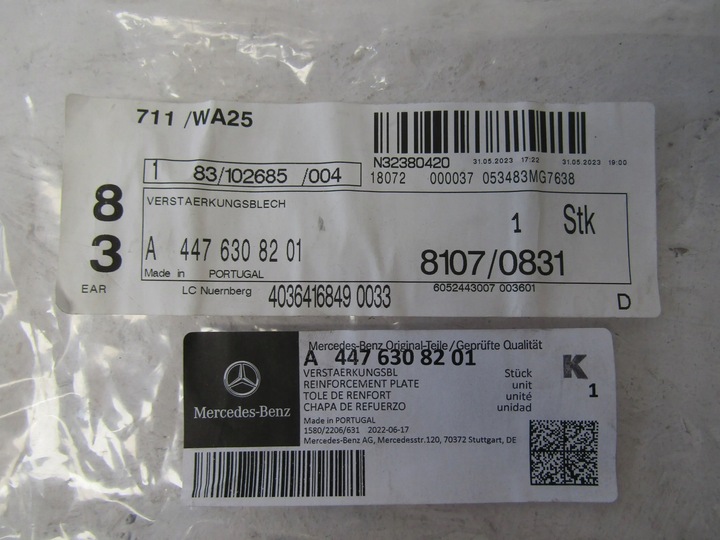 711 /WA25
N32380420 31.05.2023 17:22 31.05.2023 19:00
1 83/102685 /004
18072 000037 053483MG7638
8
3
EAR
VERSTAERKUNGSBLECH
1 Stk
A 447 630 82 01
8107/0831
Made in PORTUGAL
LC Nuernberg 4036416849 0033
6052443007 003601
D
Mercedes-Benz Original-Teile/Geprüfte Qualität
A 447 630 82 01
VERSTAERKUNGSBL Stück
REINFORCEMENT PLATE unit
TOLE DE RENFORT unité
CHAPA DE REFUERZO unidad
K
1
Mercedes-Benz
Made in PORTUGAL
1580/2206/631 2022-06-17
Mercedes-Benz AG, Mercedesstr.120, 70372 Stuttgart, DE